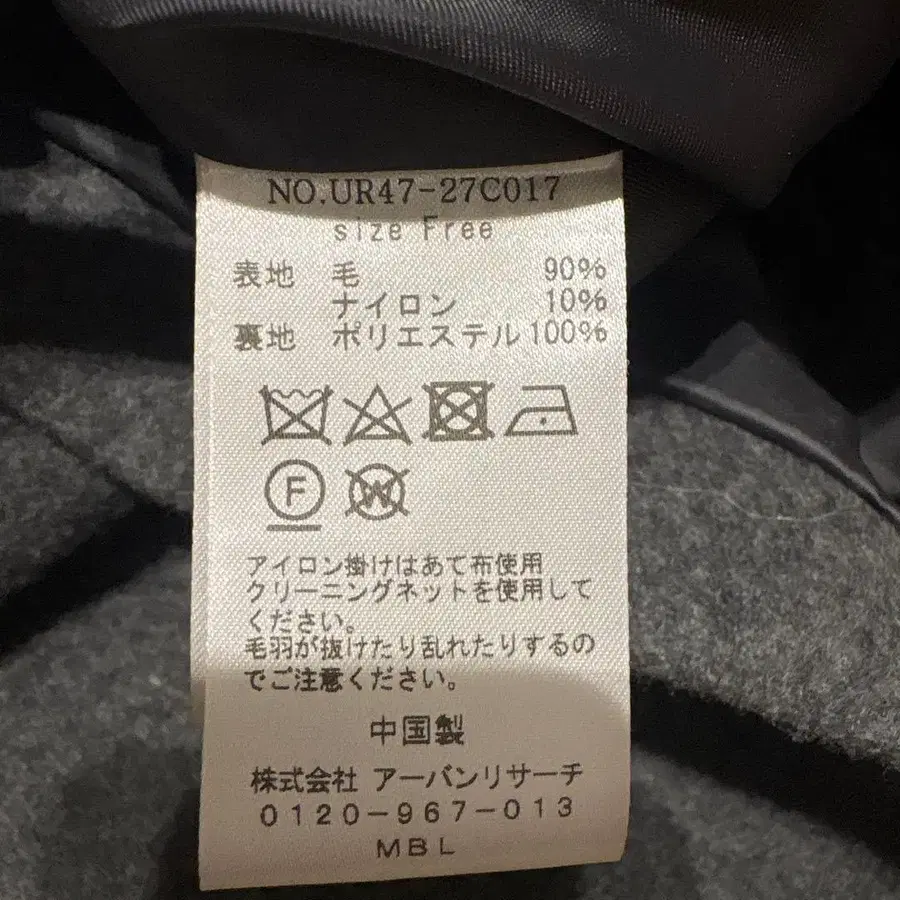 NO.UR47-27C017
size Free
表地 毛 90%
ナイロン 10%
裏地 ポリエステル 100%
F W
アイロン掛けはあて布使用
クリーニングネットを使用して
ください。
毛羽が抜けたり乱れたりするの
でご注意ください。
中国製
株式会社 アーバンリサーチ
0120-967-013
MBL